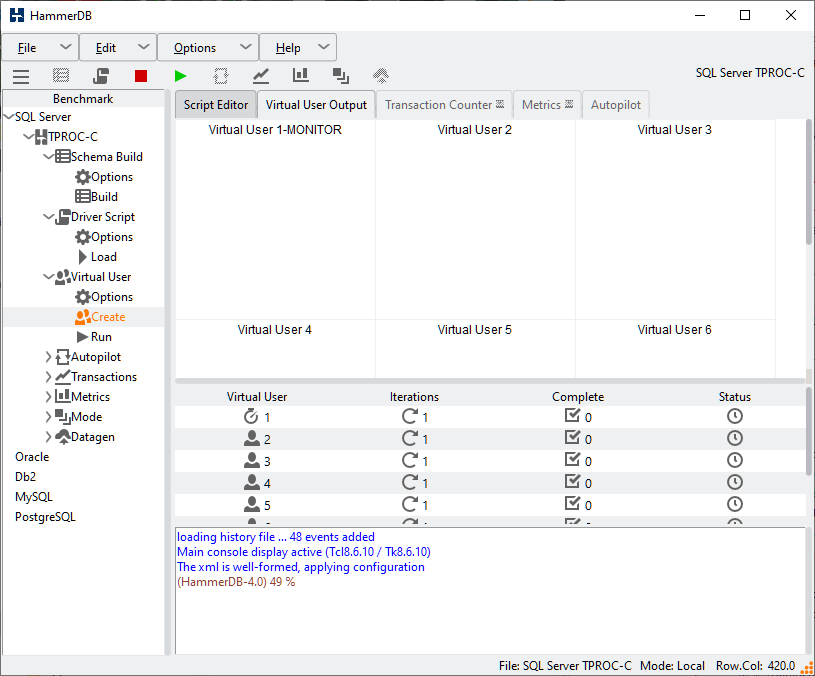 HammerDB
File Edit Options Help
SQL Server TPROC-C
Benchmark
SQL Server
TPROC-C
Schema Build
Options
Build
Driver Script
Options
Load
Virtual User
Options
Create
Run
Autopilot
Transactions
Metrics
Mode
Datagen
Oracle
Db2
MySQL
PostgreSQL
Script Editor Virtual User Output Transaction Counter Metrics Autopilot
Virtual User 1-MONITOR Virtual User 2 Virtual User 3
Virtual User 4 Virtual User 5 Virtual User 6
Virtual User Iterations Complete Status
1 1 0
2 1 0
3 1 0
4 1 0
5 1 0
loading history file ... 48 events added
Main console display active (Tcl8.6.10 / Tk8.6.10)
The xml is well-formed, applying configuration
(HammerDB-4.0) 49 %
File: SQL Server TPROC-C Mode: Local Row.Col: 420.0